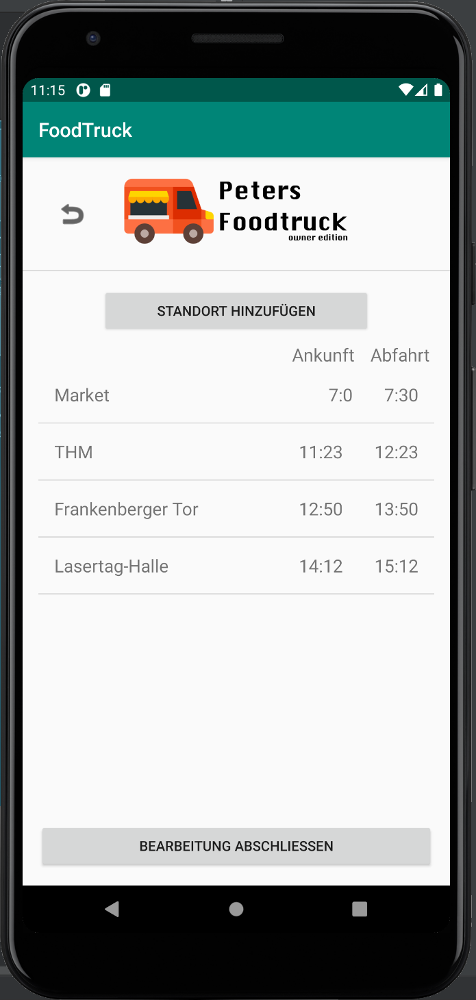 11:15
FoodTruck
Peters
Foodtruck
owner edition
STANDORT HINZUFÜGEN
Ankunft Abfahrt
Market 7:0 7:30
THM 11:23 12:23
Frankenberger Tor 12:50 13:50
Lasertag-Halle 14:12 15:12
BEARBEITUNG ABSCHLIESSEN